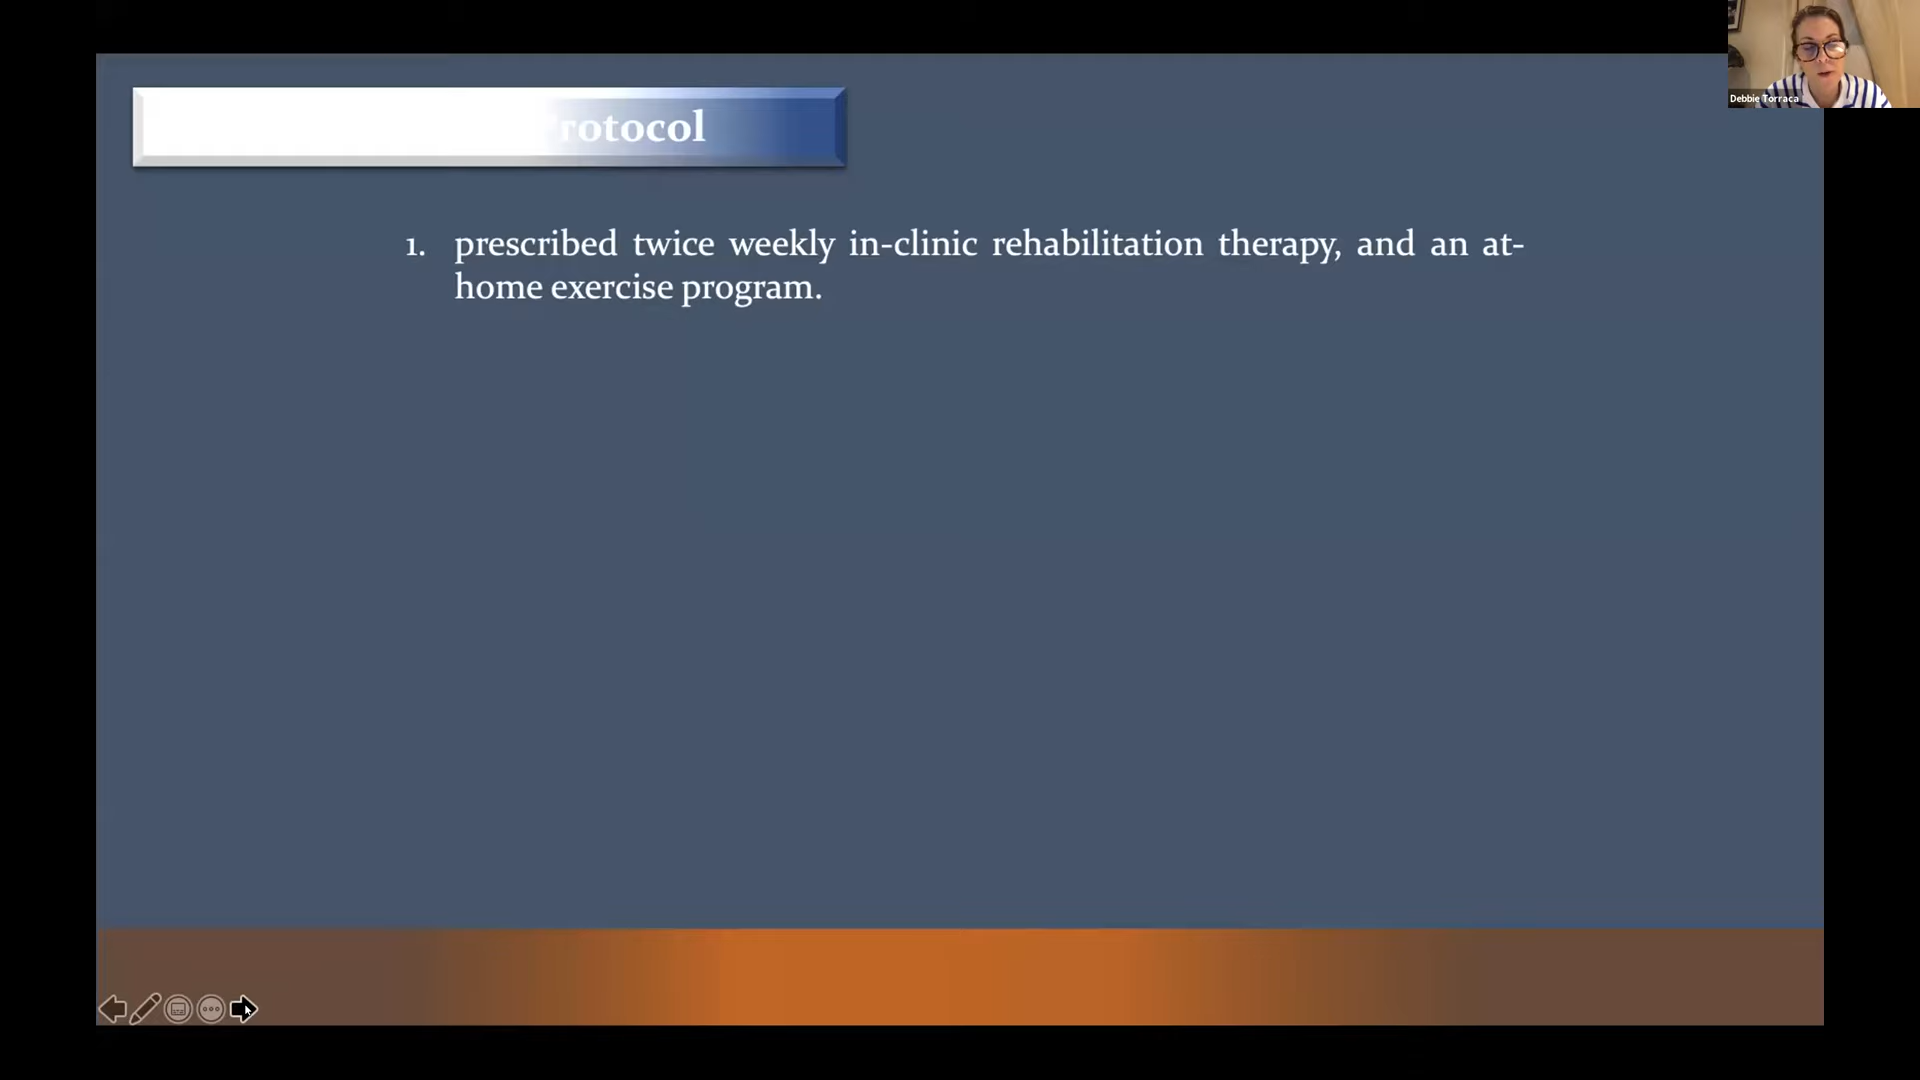 rotocol
1. prescribed twice weekly in-clinic rehabilitation therapy, and an at-
home exercise program.
Debbie Torraca